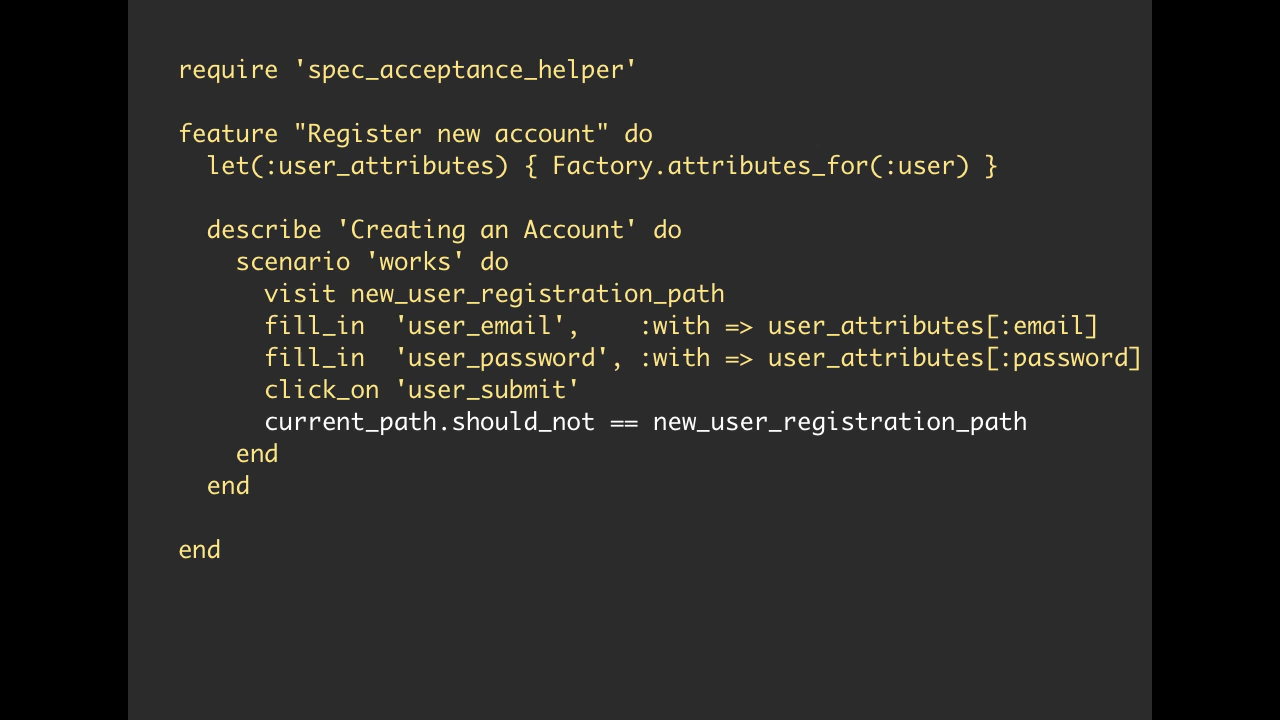 require 'spec_acceptance_helper'
feature "Register new account" do
  let(:user_attributes) { Factory.attributes_for(:user) }
  describe 'Creating an Account' do
    scenario 'works' do
      visit new_user_registration_path
      fill_in  'user_email',    :with => user_attributes[:email]
      fill_in  'user_password', :with => user_attributes[:password]
      click_on 'user_submit'
      current_path.should_not == new_user_registration_path
    end
  end
end